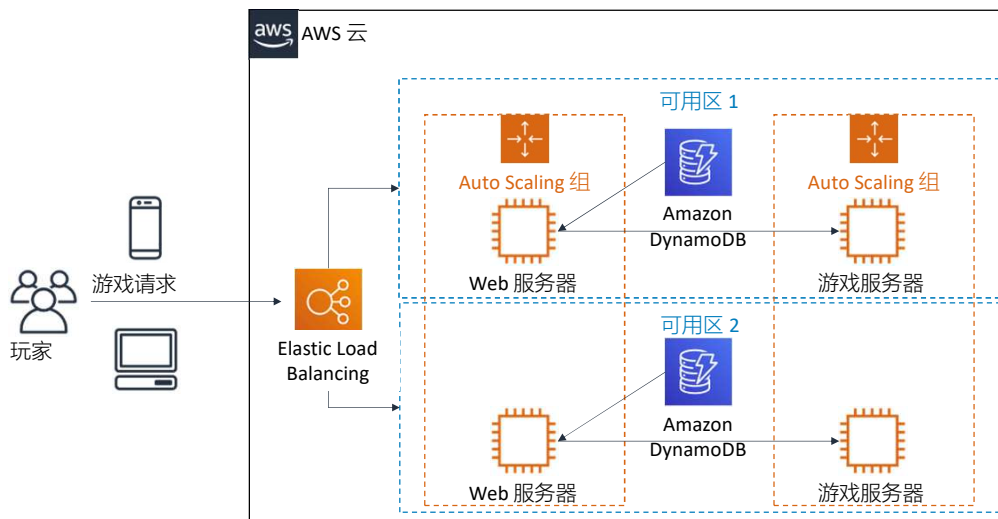 aws
AWS 云
可用区 1
Auto Scaling 组
Auto Scaling 组
Amazon
DynamoDB
Web 服务器
游戏服务器
游戏请求
玩家
Elastic Load
Balancing
可用区 2
Amazon
DynamoDB
Web 服务器
游戏服务器